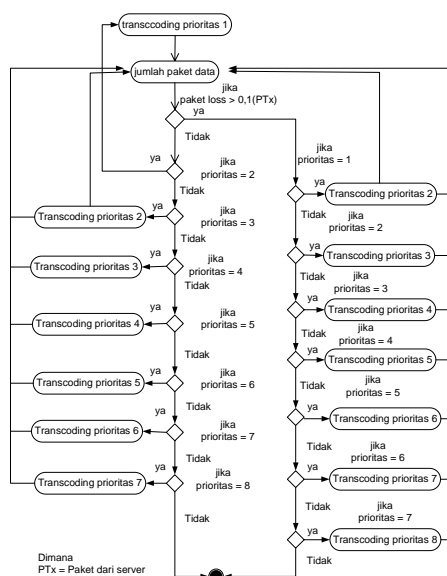 transccoding prioritas 1
jumlah paket data
jika
paket loss > 0,1(PTx)
ya
Tidak
ya
jika
prioritas = 2
Tidak
Transcoding prioritas 2
ya
jika
prioritas = 3
Tidak
Transcoding prioritas 3
ya
jika
prioritas = 4
Tidak
Transcoding prioritas 4
ya
jika
prioritas = 5
Tidak
Transcoding prioritas 5
ya
jika
prioritas = 6
Tidak
Transcoding prioritas 6
ya
jika
prioritas = 7
Tidak
Transcoding prioritas 7
ya
jika
prioritas = 8
Tidak
jika
prioritas = 1
ya
Transcoding prioritas 2
Tidak
jika
prioritas = 2
ya
Transcoding prioritas 3
Tidak
jika
prioritas = 3
ya
Transcoding prioritas 4
Tidak
jika
prioritas = 4
ya
Transcoding prioritas 5
Tidak
jika
prioritas = 5
ya
Transcoding prioritas 6
Tidak
jika
prioritas = 6
ya
Transcoding prioritas 7
Tidak
jika
prioritas = 7
ya
Transcoding prioritas 8
Tidak
Dimana
PTx = Paket dari server